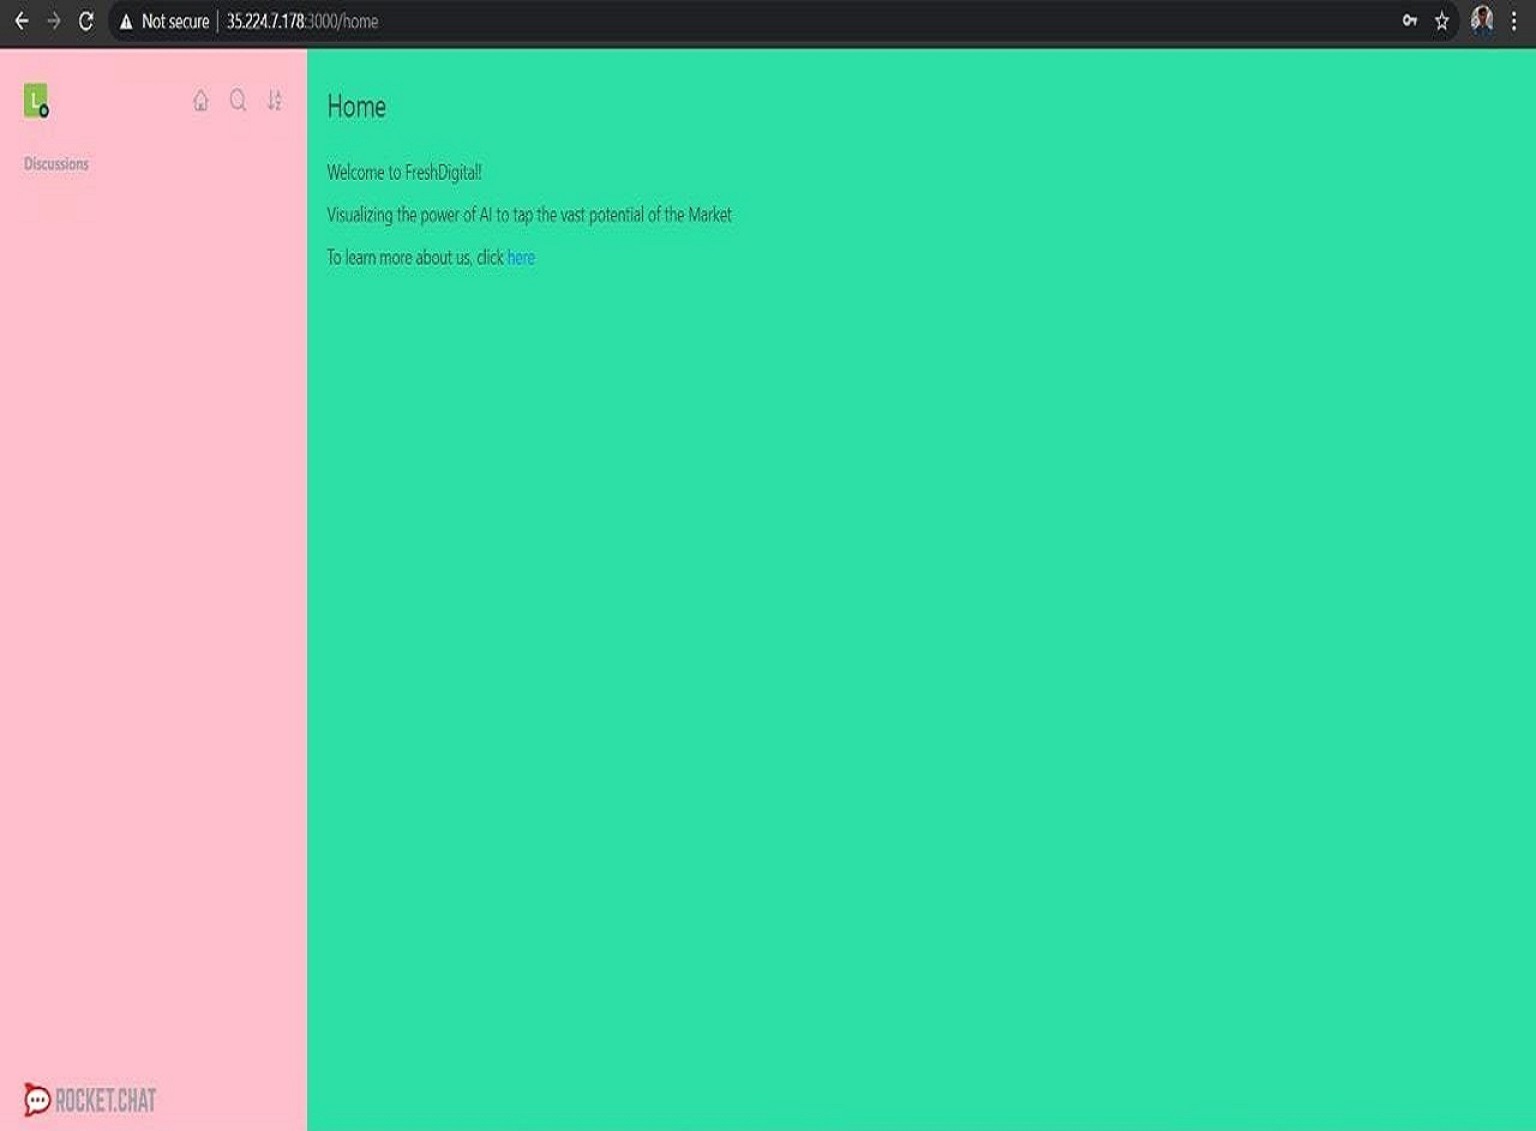 Not secure | 35.224.7.178:3000/home
L
Home
Discussions
Welcome to FreshDigital!
Visualizing the power of AI to tap the vast potential of the Market
To learn more about us, click here
ROCKET.CHAT